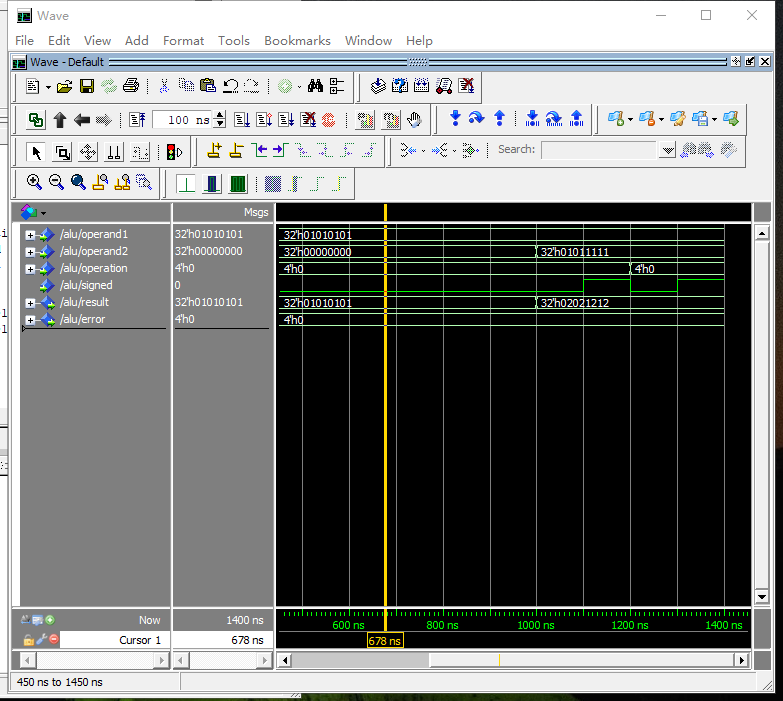 Wave
File Edit View Add Format Tools Bookmarks Window Help
Wave - Default
100 ns
Search:
Msgs
/alu/operand1 32'h01010101 32'h01010101
/alu/operand2 32'h00000000 32'h00000000 32'h01011111
/alu/operation 4'h0 4'h0 4'h0
/alu/signed 0
/alu/result 32'h01010101 32'h01010101 32'h02021212
/alu/error 4'h0 4'h0
Now 1400 ns
600 ns 800 ns 1000 ns 1200 ns 1400 ns
Cursor 1 678 ns 678 ns
450 ns to 1450 ns